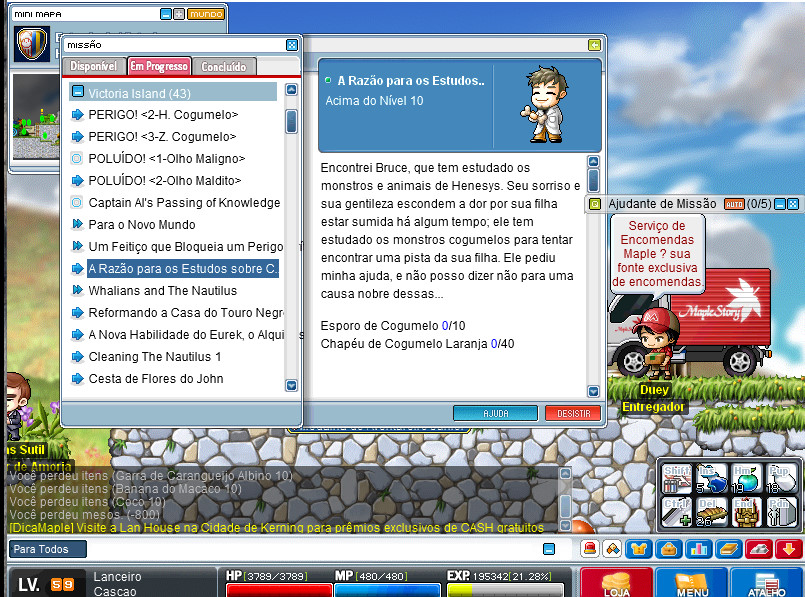 MINI MAPA
MUNDO
MISSÃO
Disponível
Em Progresso
Concluído
Victoria Island (43)
PERIGO! <2-H. Cogumelo>
PERIGO! <3-Z. Cogumelo>
POLUÍDO! <1-Olho Maligno>
POLUÍDO! <2-Olho Maldito>
Captain Al's Passing of Knowledge
Para o Novo Mundo
Um Feitiço que Bloqueia um Perigo
A Razão para os Estudos sobre C.
Whalians and The Nautilus
Reformando a Casa do Touro Negr
A Nova Habilidade do Eurek, o Alquis
Cleaning The Nautilus 1
Cesta de Flores do John
A Razão para os Estudos..
Acima do Nível 10
Encontrei Bruce, que tem estudado os
monstros e animais de Henesys. Seu sorriso e
sua gentileza escondem a dor por sua filha
estar sumida há algum tempo; ele tem
estudado os monstros cogumelos para tentar
encontrar uma pista da sua filha. Ele pediu
minha ajuda, e não posso dizer não para uma
causa nobre dessas...
Esporo de Cogumelo 0/10
Chapéu de Cogumelo Laranja 0/40
AJUDA
DESISTIR
Ajudante de Missão
AUTO
(0/5)
Serviço de
Encomendas
Maple ? sua
fonte exclusiva
de encomendas.
MapleStory
Duey
Entregador
as Sutil
r de Amoria
Você perdeu itens (Garra de Caranguejo Albino 10)
Você perdeu itens (Banana do Macaco 10)
Você perdeu itens (Coco 10)
Você perdeu mesos (-800)
[DicaMaple] Visite a Lan House na Cidade de Kerning para prêmios exclusivos de CASH gratuitos
Shift
Ins
Hm
Pup
5
19
18
Ctrl
Del
End
Pdn
26
Para Todos
LV. 59
Lanceiro
Cascao
HP [3789/3789]
MP [480/480]
EXP. 195342[21.28%]
LOJA
MENU
ATALHO